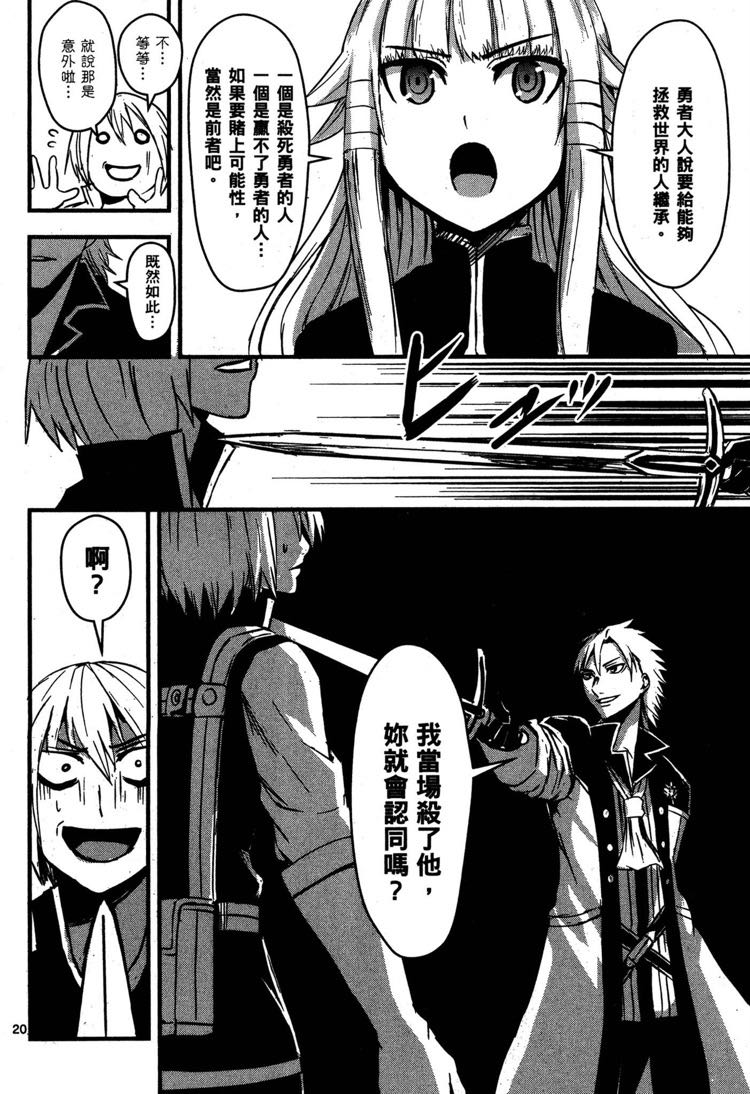 勇者大人說要給能夠
拯救世界的人繼承。
一個是殺死勇者的人
一個是贏不了勇者的人…
如果要賭上可能性，
當然是前者吧。
不…
等等…
就說那是
意外啦…
既然如此…
ヒュッ
我當場殺了他，
妳就會認同嗎？
啊？
20